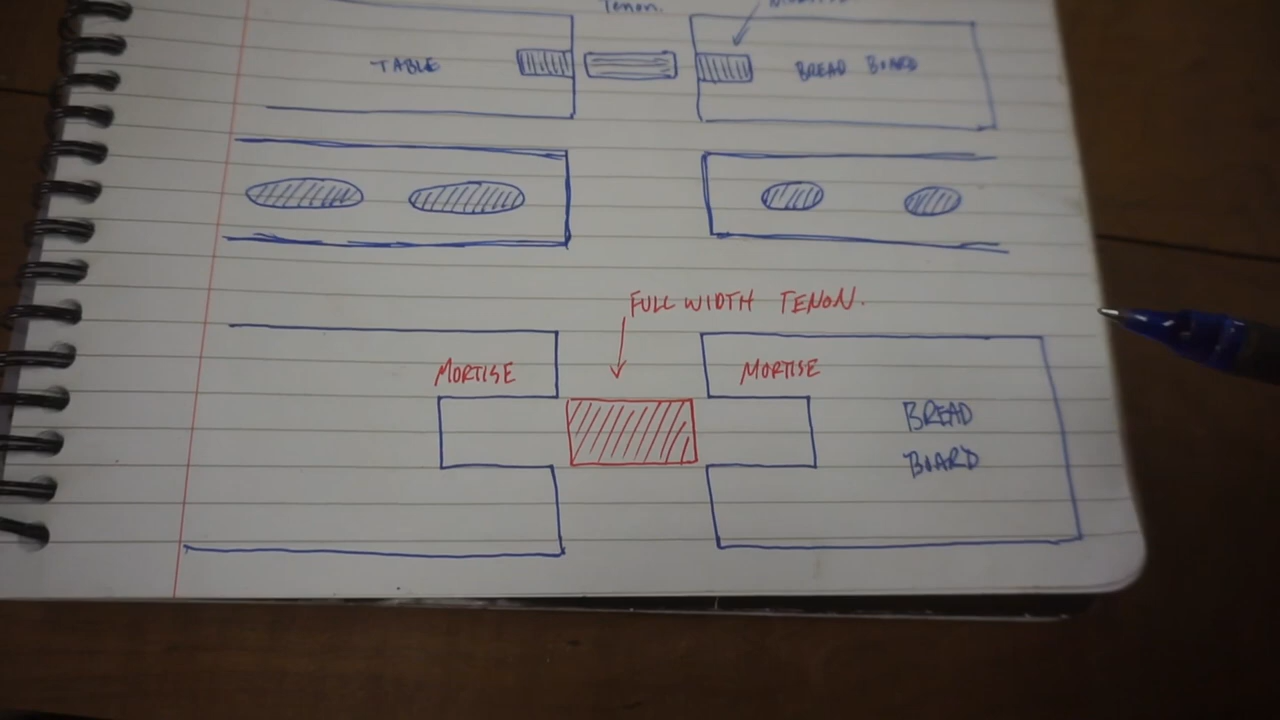 Tenon.
TABLE
BREAD BOARD
FULL WIDTH TENON.
MORTISE
MORTISE
BREAD
BOARD